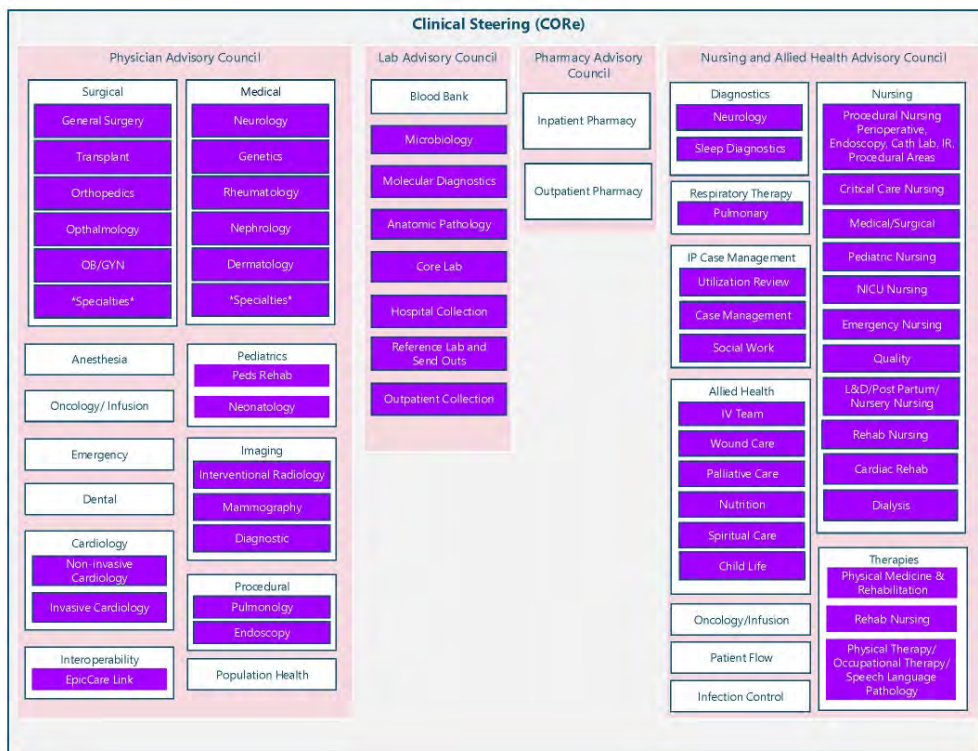 Clinical Steering (CORe)
Physician Advisory Council
Surgical
General Surgery
Transplant
Orthopedics
Opthalmology
OB/GYN
*Specialties*
Medical
Neurology
Genetics
Rheumatology
Nephrology
Dermatology
*Specialties*
Anesthesia
Oncology/ Infusion
Emergency
Dental
Cardiology
Non-invasive
Cardiology
Invasive Cardiology
Interoperability
EpicCare Link
Pediatrics
Peds Rehab
Neonatology
Imaging
Interventional Radiology
Mammography
Diagnostic
Procedural
Pulmonolgy
Endoscopy
Population Health
Lab Advisory Council
Blood Bank
Microbiology
Molecular Diagnostics
Anatomic Pathology
Core Lab
Hospital Collection
Reference Lab and
Send Outs
Outpatient Collection
Pharmacy Advisory
Council
Inpatient Pharmacy
Outpatient Pharmacy
Nursing and Allied Health Advisory Council
Diagnostics
Neurology
Sleep Diagnostics
Respiratory Therapy
Pulmonary
IP Case Management
Utilization Review
Case Management
Social Work
Allied Health
IV Team
Wound Care
Palliative Care
Nutrition
Spiritual Care
Child Life
Oncology/Infusion
Patient Flow
Infection Control
Nursing
Procedural Nursing
Perioperative,
Endoscopy, Cath Lab, IR,
Procedural Areas
Critical Care Nursing
Medical/Surgical
Pediatric Nursing
NICU Nursing
Emergency Nursing
Quality
L&D/Post Partum/
Nursery Nursing
Rehab Nursing
Cardiac Rehab
Dialysis
Therapies
Physical Medicine &
Rehabilitation
Rehab Nursing
Physical Therapy/
Occupational Therapy/
Speech Language
Pathology